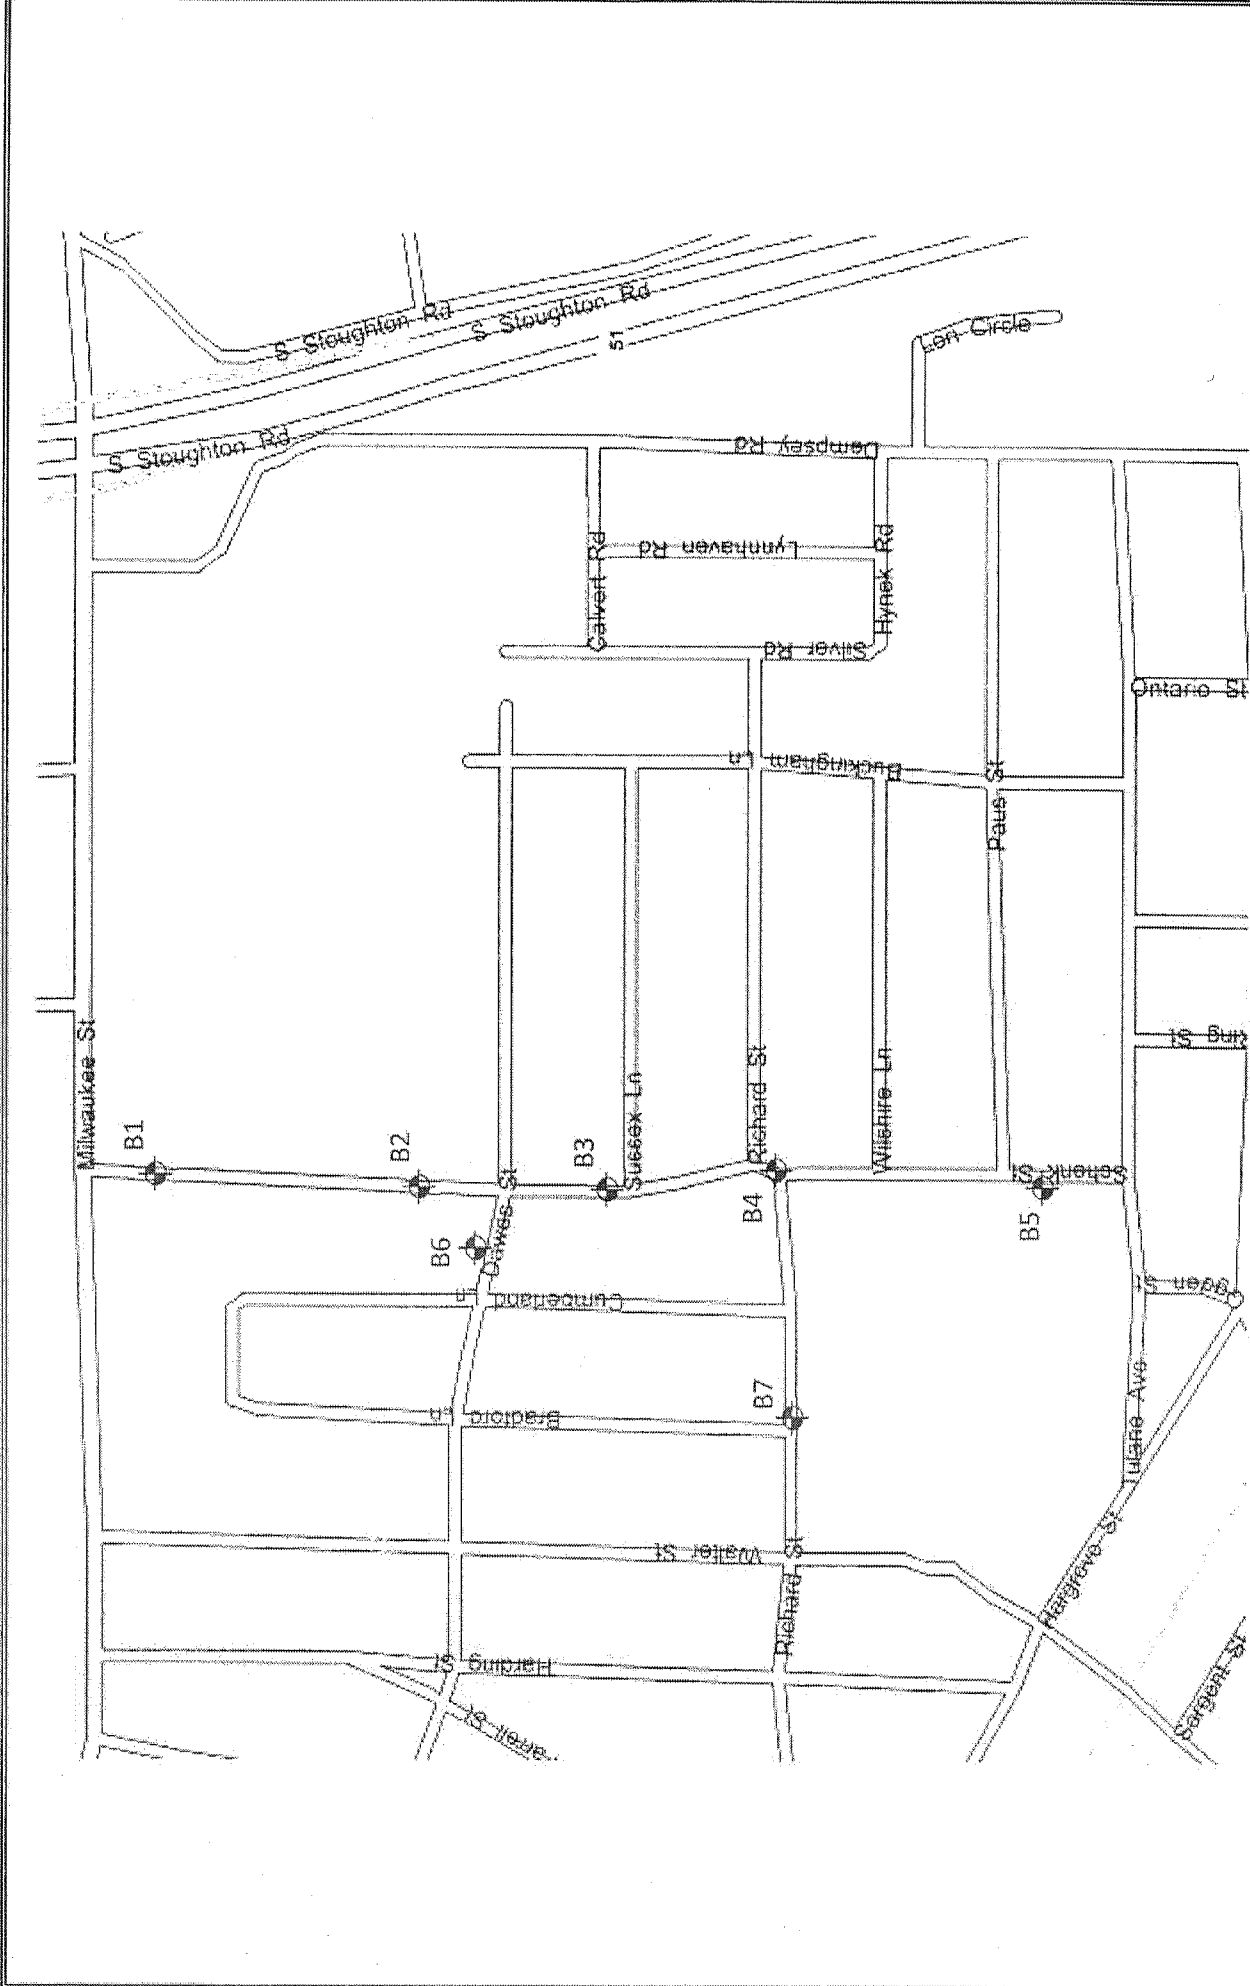 S Stoughton Rd
S Stoughton Rd
51
S Stoughton Rd
Lon Circle
Dempsey Rd
Lynnhaven Rd
Calvert Rd
Hynek Rd
Silver Rd
Ontario St
Buckingham Ln
Paus St
Milwaukee St
B1
B2
B3
Sussex Ln
Richard St
Wilshire Ln
Schenk St
B4
B5
B6
Dawes St
Cumberland Ln
Bradford Ln
B7
Tulane Ave
Walter St
Richard St
Hargrove St
Harding St
Sargent St